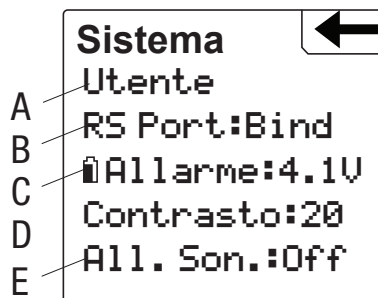 Sistema
A Utente
B RS Port:Bind
C Allarme:4.1V
D Contrasto:20
E All. Son.:Off